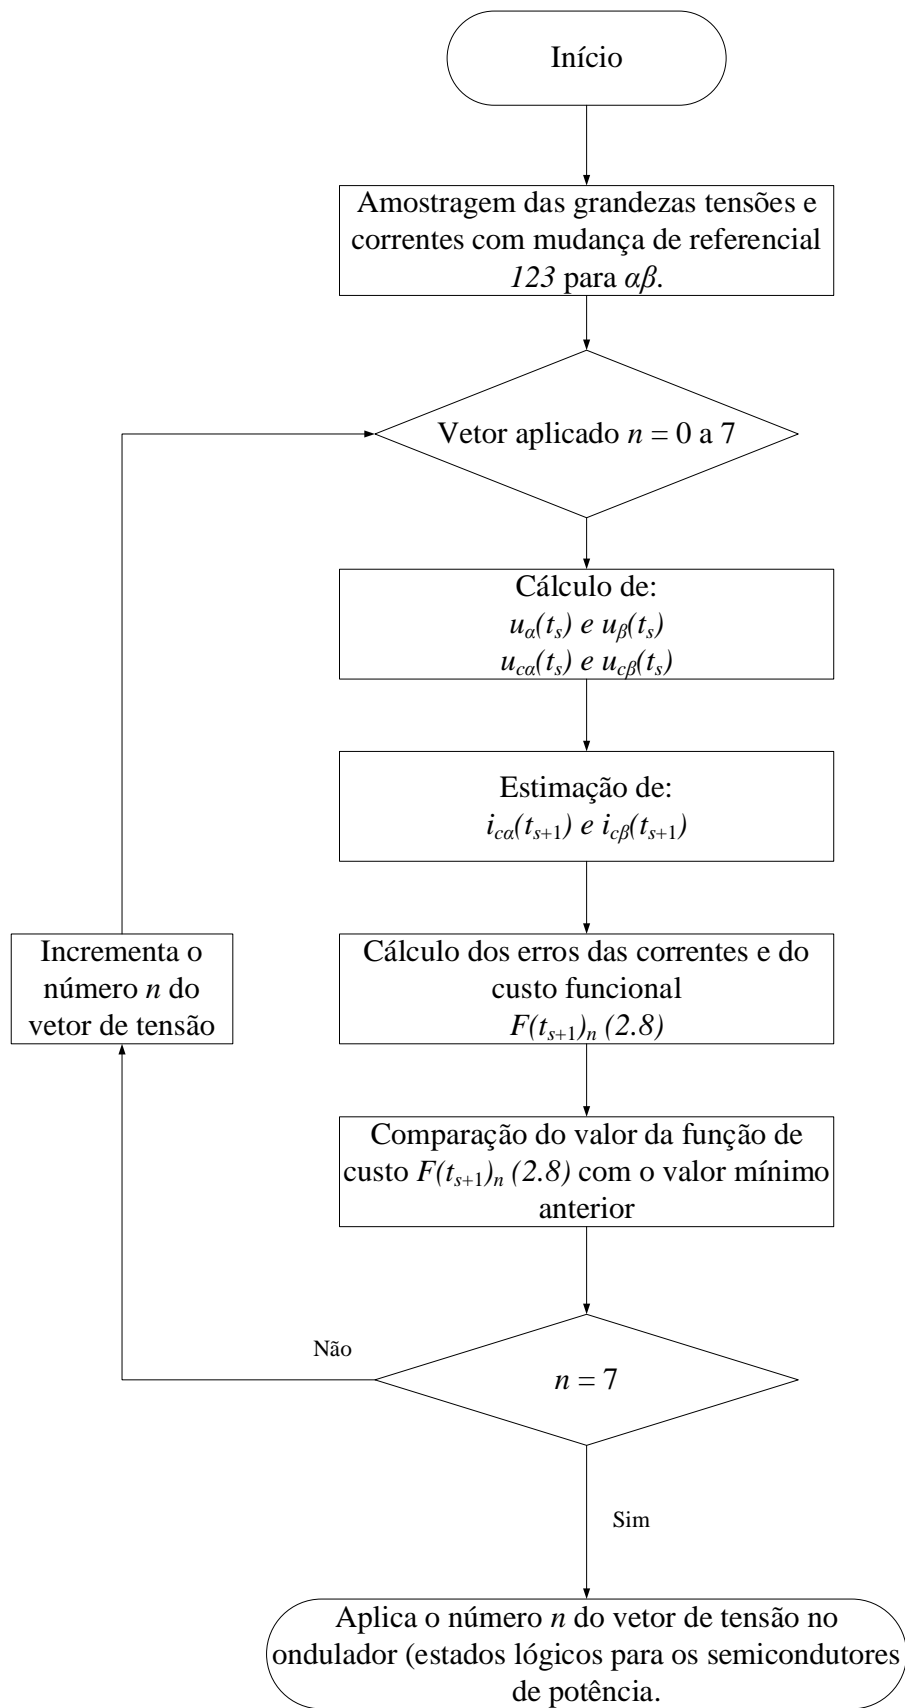 Início
Amostragem das grandezas tensões e
correntes com mudança de referencial
123 para αβ.
Vetor aplicado n = 0 a 7
Cálculo de:
uα(ts) e uβ(ts)
ucα(ts) e ucβ(ts)
Estimação de:
icα(ts+1) e icβ(ts+1)
Incrementa o
número n do
vetor de tensão
Cálculo dos erros das correntes e do
custo funcional
F(ts+1)n (2.8)
Comparação do valor da função de
custo F(ts+1)n (2.8) com o valor mínimo
anterior
Não
n = 7
Sim
Aplica o número n do vetor de tensão no
ondulador (estados lógicos para os semicondutores
de potência.